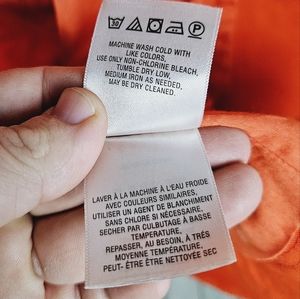 MACHINE WASH COLD WITH
LIKE COLORS,
USE ONLY NON-CHLORINE BLEACH,
TUMBLE DRY LOW,
MEDIUM IRON AS NEEDED,
MAY BE DRY CLEANED.
LAVER À LA MACHINE À L'EAU FROIDE
AVEC COULEURS SIMILAIRES,
UTILISER UN AGENT DE BLANCHIMENT
SANS CHLORE SI NÉCESSAIRE,
SECHER PAR CULBUTAGE À BASSE
TEMPERATURE,
REPASSER, AU BESOIN, À TRÈS
MOYENNE TEMPÉRATURE,
PEUT- ÊTRE ÊTRE NETTOYÉE SEC